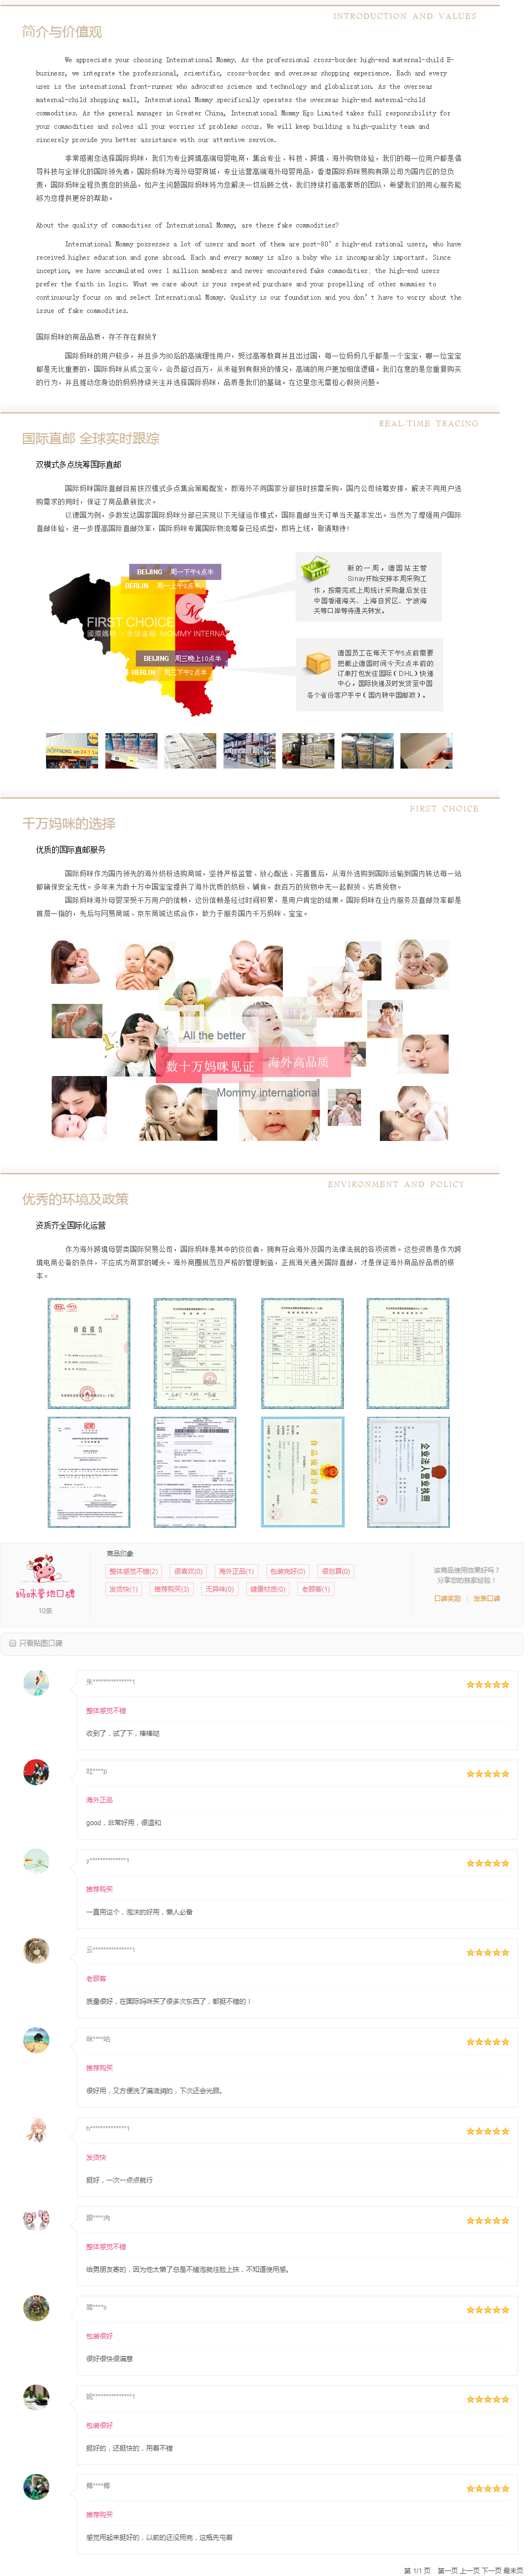 INTRODUCTION AND VALUES
简介与价值观
We appreciate your choosing International Mommy. As the professional cross-border high-end maternal-child E-
business, we integrate the professional, scientific, cross-border and overseas shopping experience. Each and every
user is the international front-runner who advocates science and technology and globalization. As the overseas
maternal-child shopping mall, International Mommy specifically operates the overseas high-end maternal-child
commodities. As the general manager in Greater China, International Mommy Ego Limited takes full responsibility for
your commodities and solves all your worries if problems occur. We will keep building a high-quality team and
sincerely provide you better assistance with our attentive service.
非常感谢您选择国际妈咪，我们为专业跨境高端母婴电商，集合专业、科技、跨境、海外购物体验，我们的每一位用户都是倡
导科技与全球化的国际领先者。国际妈咪为海外母婴商城，专业运营高端海外母婴用品，香港国际妈咪易购有限公司为国内区的总负
责，国际妈咪全程负责您的货品，如产生问题国际妈咪将为您解决一切后顾之忧，我们持续打造高素质的团队，希望我们的用心服务能
够为您提供更好的帮助。
About the quality of commodities of International Mommy, are there fake commodities?
International Mommy possesses a lot of users and most of them are post-80's high-end rational users, who have
received higher education and gone abroad. Each and every mommy is also a baby who is incomparably important. Since
inception, we have accumulated over 1 million members and never encountered fake commodities; the high-end users
prefer the faith in logic. What we care about is your repeated purchase and your propelling of other mommies to
continuously focus on and select International Mommy. Quality is our foundation and you don't have to worry about the
issue of fake commodities.
国际妈咪的商品品质，存不存在假货？
国际妈咪的用户较多，并且多为80后的高端理性用户，受过高等教育并且出过国，每一位妈妈几乎都是一个宝宝，哪一位宝宝
都是无比重要的，国际妈咪从成立至今，会员超过百万，从未碰到有假货的情况，高端的用户更加相信逻辑。我们在意的是您重复购买
的行为，并且推动您身边的妈妈持续关注并选择国际妈咪，品质是我们的基础。在这里您无需担心假货问题。
REAL-TIME TRACING
国际直邮 全球实时跟踪
双模式多点统筹国际直邮
国际妈咪国际直邮目前按双模式多点集合策略配发，即海外不同国家分部按时按需采购，国内公司统筹安排，解决不同用户选
购需求的同时，保证了商品最新批次。
以德国为例，多数发达国家国际妈咪分部已实现以下无缝运作模式，国际直邮当天订单当天基本发出。当然为了增强用户国际
直邮体验，进一步提高国际直邮效率，国际妈咪专属国际物流筹备已经成型，即将上线，敬请期待！
BEIJING 周一下午4点半
BERLIN 周一上午9点半
FIRST CHOICE
國際媽咪·全球直郵 MOMMY INTERNA
BEIJING 周三晚上10点半
BERLIN 周三下午2点半
新的一周，德国站主管
Sinay开始安排本周采购工
作，按需完成上周统计采购量后发往
中国香港海关、上海自贸区、宁波海
关等口岸等待通关转发。
德国员工在每天下午5点前需要
把截止德国时间今天2点半前的
订单打包发往国际（DHL）快递
中心，国际快递及时发货至中国
各个省份客户手中（国内转中国邮政）。
FIRST CHOICE
千万妈咪的选择
优质的国际直邮服务
国际妈咪作为国内领先的海外奶粉选购商城，坚持严格监管、放心配送、完善售后，从海外选购到国际运输到国内转达每一站
都确保安全无忧。多年来为数十万中国宝宝提供了海外优质的奶粉、辅食，数百万的货物中无一起假货、劣质货物。
国际妈咪海外母婴深受千万用户的信赖，这份信赖是经过时间积累，是用户肯定的结果。国际妈咪在业内服务及直邮效率都是
首屈一指的，先后与网易商城、京东商城达成合作，致力于服务国内千万妈咪、宝宝。
All the better
数十万妈咪见证
海外高品质
Mommy international
ENVIRONMENT AND POLICY
优秀的环境及政策
资质齐全国际化运营
作为海外跨境母婴类国际贸易公司，国际妈咪是其中的佼佼者，拥有符合海外及国内法律法规的各项资质。这些资质是作为跨
境电商必备的条件，不应成为商家的噱头。海外商圈规范及严格的管理制造，正规海关通关国际直邮，才是保证海外商品好品质的根
本。
检验报告
食品流通许可证
企业法人营业执照
妈咪爹地口碑
10条
商品印象
整体感觉不错(2) 很喜欢(0) 海外正品(1) 包装完好(0) 很划算(0)
发货快(1) 推荐购买(3) 无异味(0) 健康材质(0) 老顾客(1)
该商品使用效果好吗？
分享您的独家经验！
口碑奖励 | 发表口碑
只看贴图口碑
朱***************1
整体感觉不错
收到了，试了下，棒棒哒
哇****p
海外正品
good，非常好用，很温和
y**************1
推荐购买
一直用这个，泡沫的好用，懒人必备
云***************1
老顾客
质量很好，在国际妈咪买了很多次东西了，都挺不错的！
咪****咕
推荐购买
很好用，又方便洗了满滋润的，下次还会光顾。
h**************1
发货快
挺好，一次一点点就行
圆****肉
整体感觉不错
给男朋友寄的，因为他太懒了总是不搓泡就往脸上抹，不知道使用感。
****s
包装很好
很好很快很满意
妮***************1
包装很好
挺好的，还挺快的，用着不错
椰****椰
推荐购买
感觉用起来挺好的，以前的还没用完，这瓶先屯着
第 1/1 页 第一页 上一页 下一页 最末页